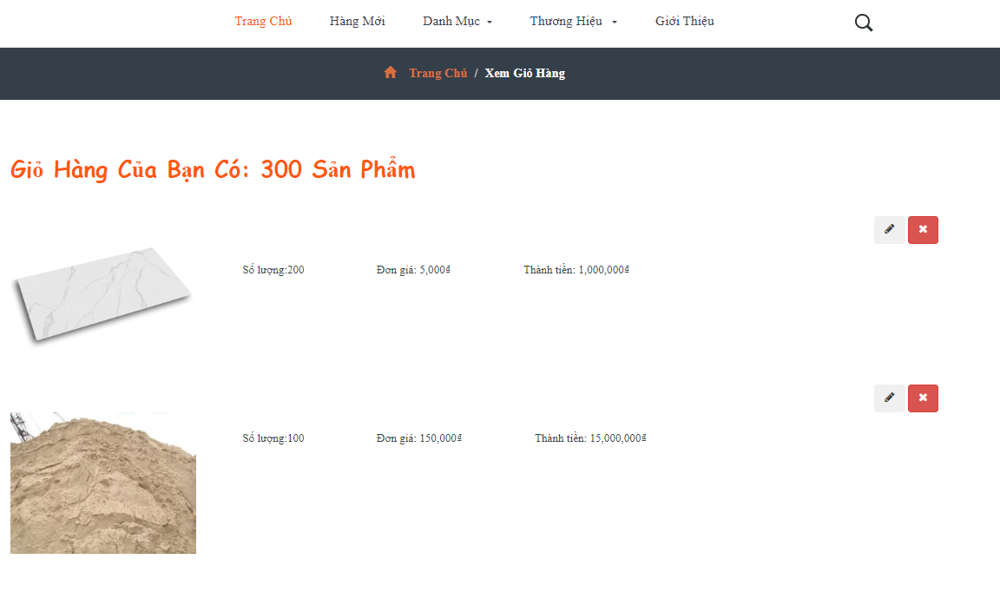 Trang Chủ Hàng Mới Danh Mục Thương Hiệu Giới Thiệu
Trang Chủ / Xem Giỏ Hàng
Giỏ Hàng Của Bạn Có: 300 Sản Phẩm
Số lượng:200 Đơn giá: 5,000₫ Thành tiền: 1,000,000₫
Số lượng:100 Đơn giá: 150,000₫ Thành tiền: 15,000,000₫